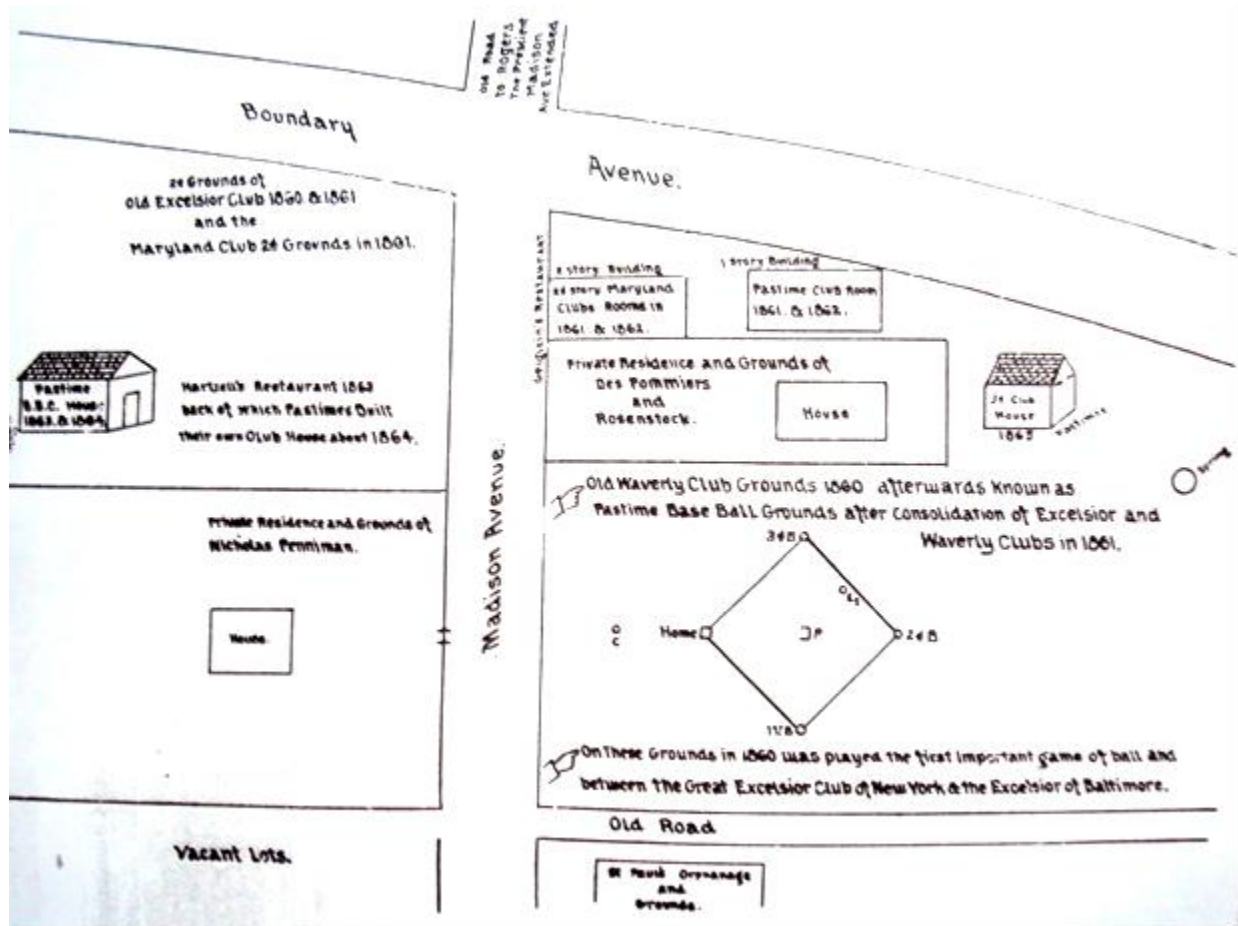 Old Road
to Rogers
The Present
Madison
Ave Extended
Boundary
Avenue.
2d Grounds of
Old Excelsior Club 1860 & 1861
and the
Maryland Club 2d Grounds in 1861.
2 story Building
1 story Building
2d story Maryland
Clubs Rooms in
1861 & 1862.
Pastime Club Room
1861. & 1862.
Restaurant
Private Residence and Grounds of
Des Pommiers
and
Rosenstock.
House
Pastime
B.B.C. House
1863 & 1864
Restaurant 1863
back of which Pastimes Built
their own Club House about 1864.
3d Club
House
1865
Pastimes
Spring
Old Waverly Club Grounds 1860 afterwards Known as
Pastime Base Ball Grounds after Consolidation of Excelsior and
Waverly Clubs in 1861.
Private Residence and Grounds of
Nicholas Penniman.
House.
Madison Avenue.
3dB
SS
C
Home
P
2dB
1stB
On These Grounds in 1860 was played the first Important game of ball and
between the Great Excelsior Club of New York & the Excelsior of Baltimore.
Old Road
Vacant Lots.
Orphanage
and
Grounds.